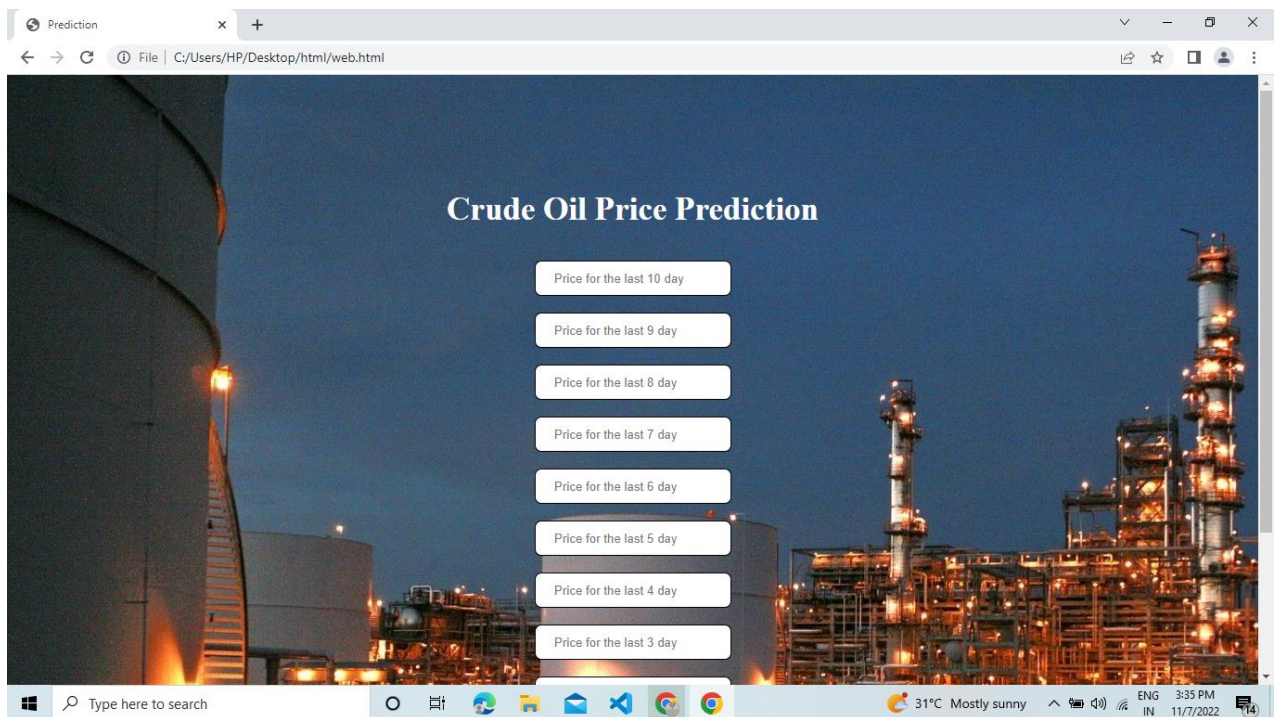 Prediction
File | C:/Users/HP/Desktop/html/web.html
Crude Oil Price Prediction
Price for the last 10 day
Price for the last 9 day
Price for the last 8 day
Price for the last 7 day
Price for the last 6 day
Price for the last 5 day
Price for the last 4 day
Price for the last 3 day
Type here to search
31°C Mostly sunny
ENG
IN
3:35 PM
11/7/2022
14